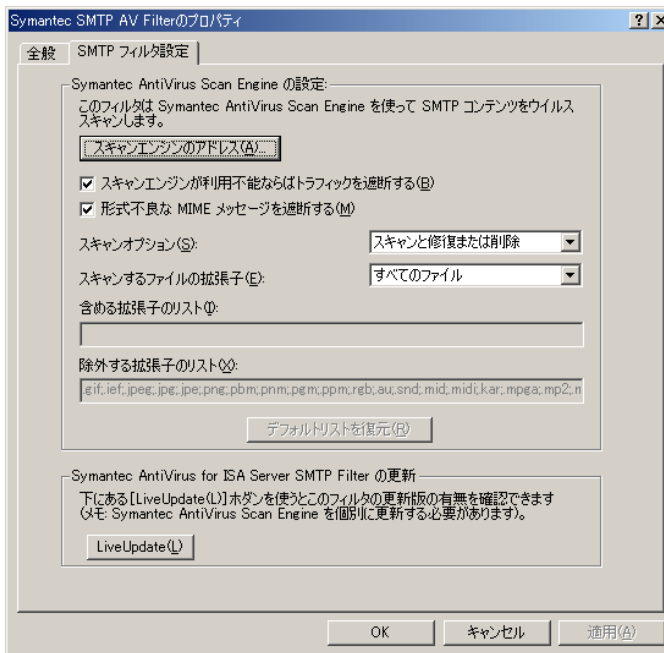 Symantec SMTP AV Filterのプロパティ
全般
SMTP フィルタ設定
Symantec AntiVirus Scan Engine の設定:
このフィルタは Symantec AntiVirus Scan Engine を使って SMTP コンテンツをウイルス
スキャンします。
スキャンエンジンのアドレス(A)...
スキャンエンジンが利用不能ならばトラフィックを遮断する(B)
形式不良な MIME メッセージを遮断する(M)
スキャンオプション(S):
スキャンと修復または削除
スキャンするファイルの拡張子(E):
すべてのファイル
含める拡張子のリスト(I):
除外する拡張子のリスト(X):
.gif;.ief;.jpeg;.jpg;.jpe;.png;.pbm;.pnm;.pgm;.ppm;.rgb;.au;.snd;.mid;.midi;.kar;.mpga;.mp2;.m
デフォルトリストを復元(R)
Symantec AntiVirus for ISA Server SMTP Filter の更新
下にある[LiveUpdate(L)]ボタンを使うとこのフィルタの更新版の有無を確認できます
(メモ: Symantec AntiVirus Scan Engine を個別に更新する必要があります)。
LiveUpdate(L)
OK
キャンセル
適用(A)